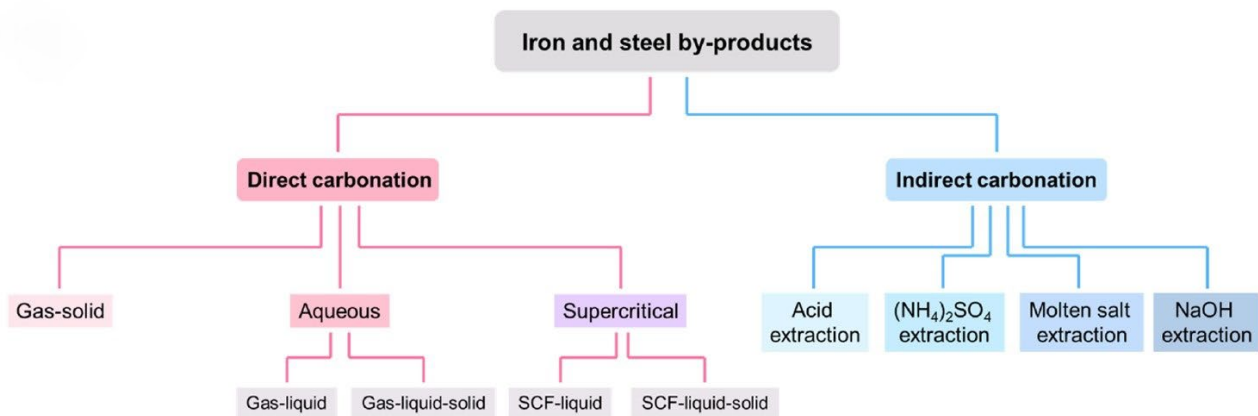 Iron and steel by-products
Direct carbonation
Indirect carbonation
Gas-solid
Aqueous
Supercritical
Acid
extraction
(NH₄)₂SO₄
extraction
Molten salt
extraction
NaOH
extraction
Gas-liquid
Gas-liquid-solid
SCF-liquid
SCF-liquid-solid